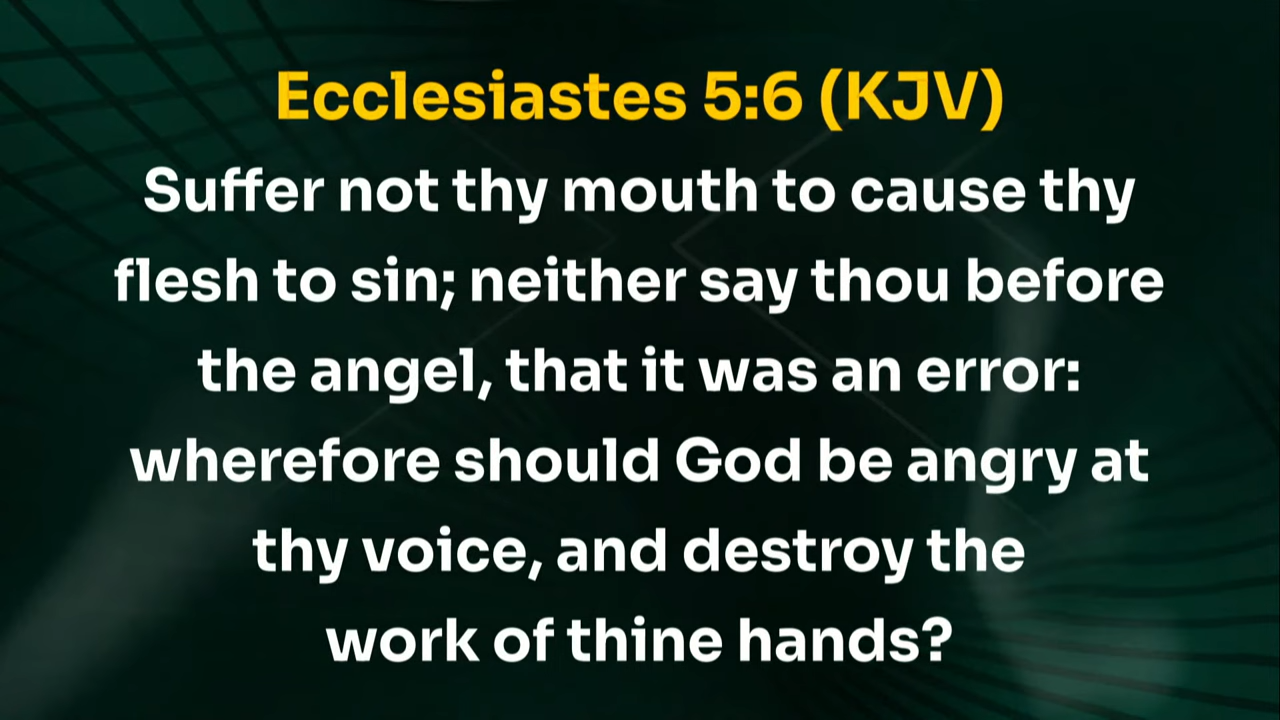 Ecclesiastes 5:6 (KJV)
Suffer not thy mouth to cause thy
flesh to sin; neither say thou before
the angel, that it was an error:
wherefore should God be angry at
thy voice, and destroy the
work of thine hands?